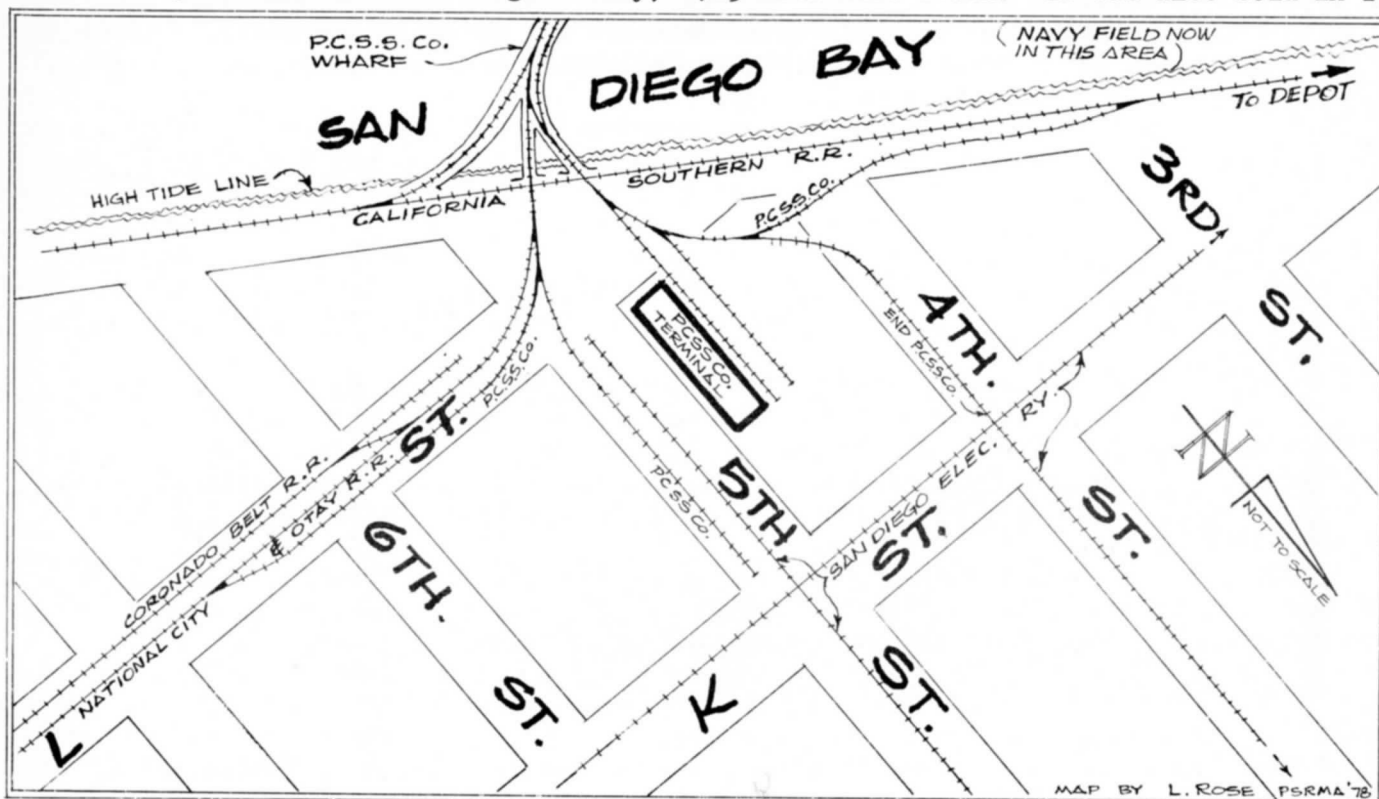 P.C.S.S. Co.
WHARF
SAN DIEGO BAY
NAVY FIELD NOW
IN THIS AREA
TO DEPOT
HIGH TIDE LINE
CALIFORNIA SOUTHERN R.R.
P.C.S.S. CO.
3RD ST.
4TH. ST.
END P.C.S.S. CO.
PCSS CO.
TERMINAL
SAN DIEGO ELEC. RY.
P.C.S.S. CO.
CORONADO BELT R.R.
NATIONAL CITY & OTAY R.R.
L ST.
5TH ST.
PCSS CO.
6TH. ST.
K ST.
N
NOT TO SCALE
MAP BY L. ROSE PSRMA '78